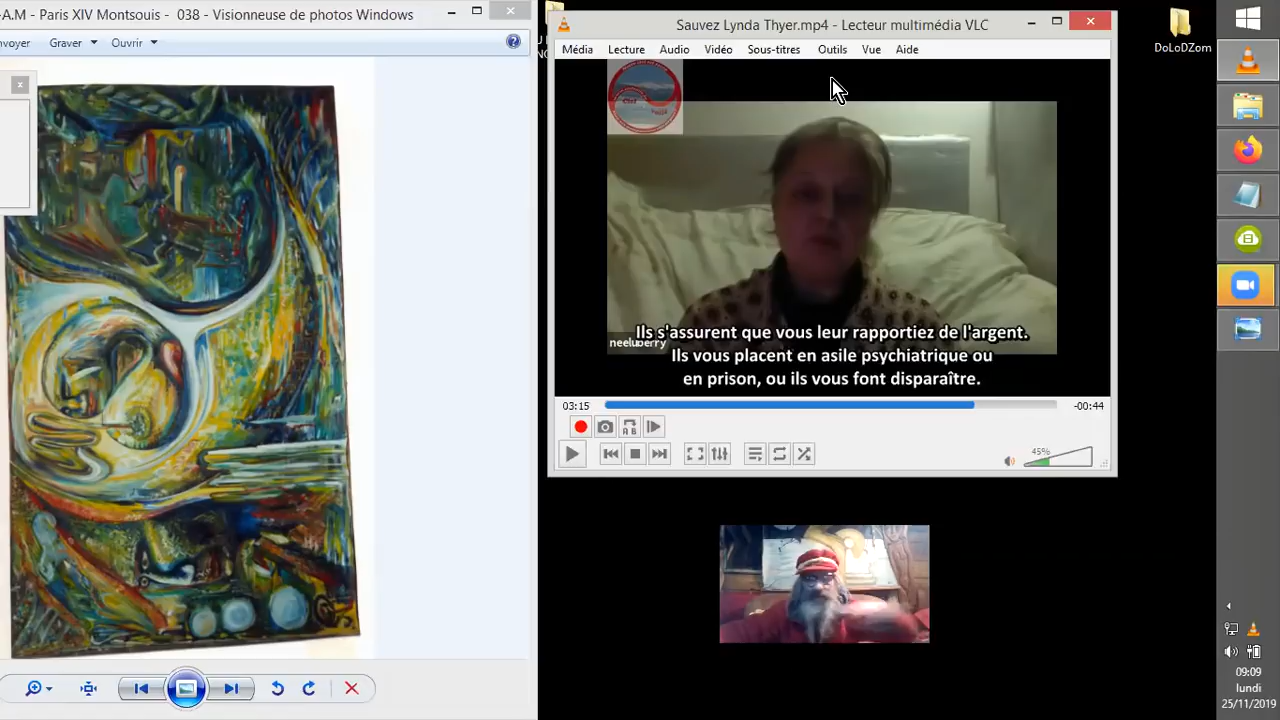 .A.M - Paris XIV Montsouis - 038 - Visionneuse de photos Windows
nvoyer Graver Ouvrir
Sauvez Lynda Thyer.mp4 - Lecteur multimédia VLC
Média Lecture Audio Vidéo Sous-titres Outils Vue Aide
neeluberry
Ils s'assurent que vous leur rapportiez de l'argent.
Ils vous placent en asile psychiatrique ou
en prison, ou ils vous font disparaître.
03:15
-00:44
45%
DoLoDZom
09:09
lundi
25/11/2019